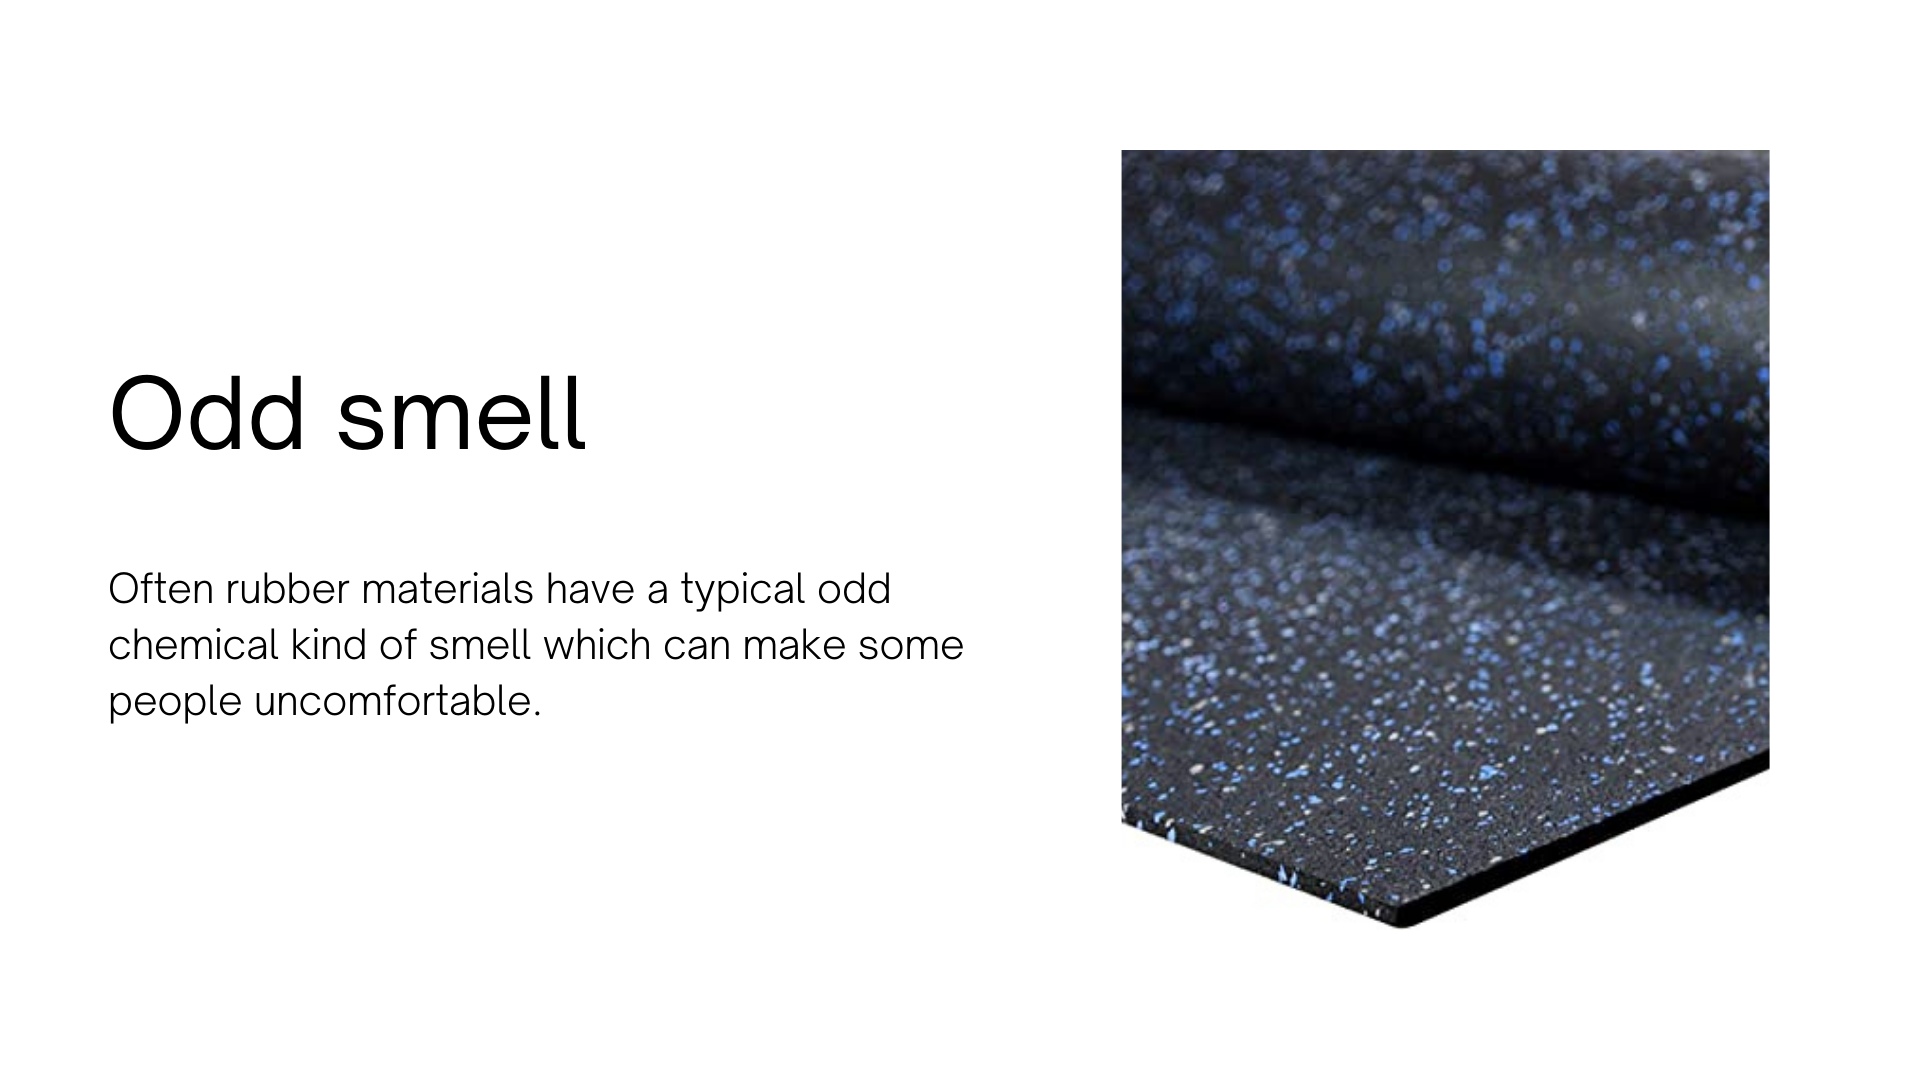 Odd smell
Often rubber materials have a typical odd
chemical kind of smell which can make some
people uncomfortable.